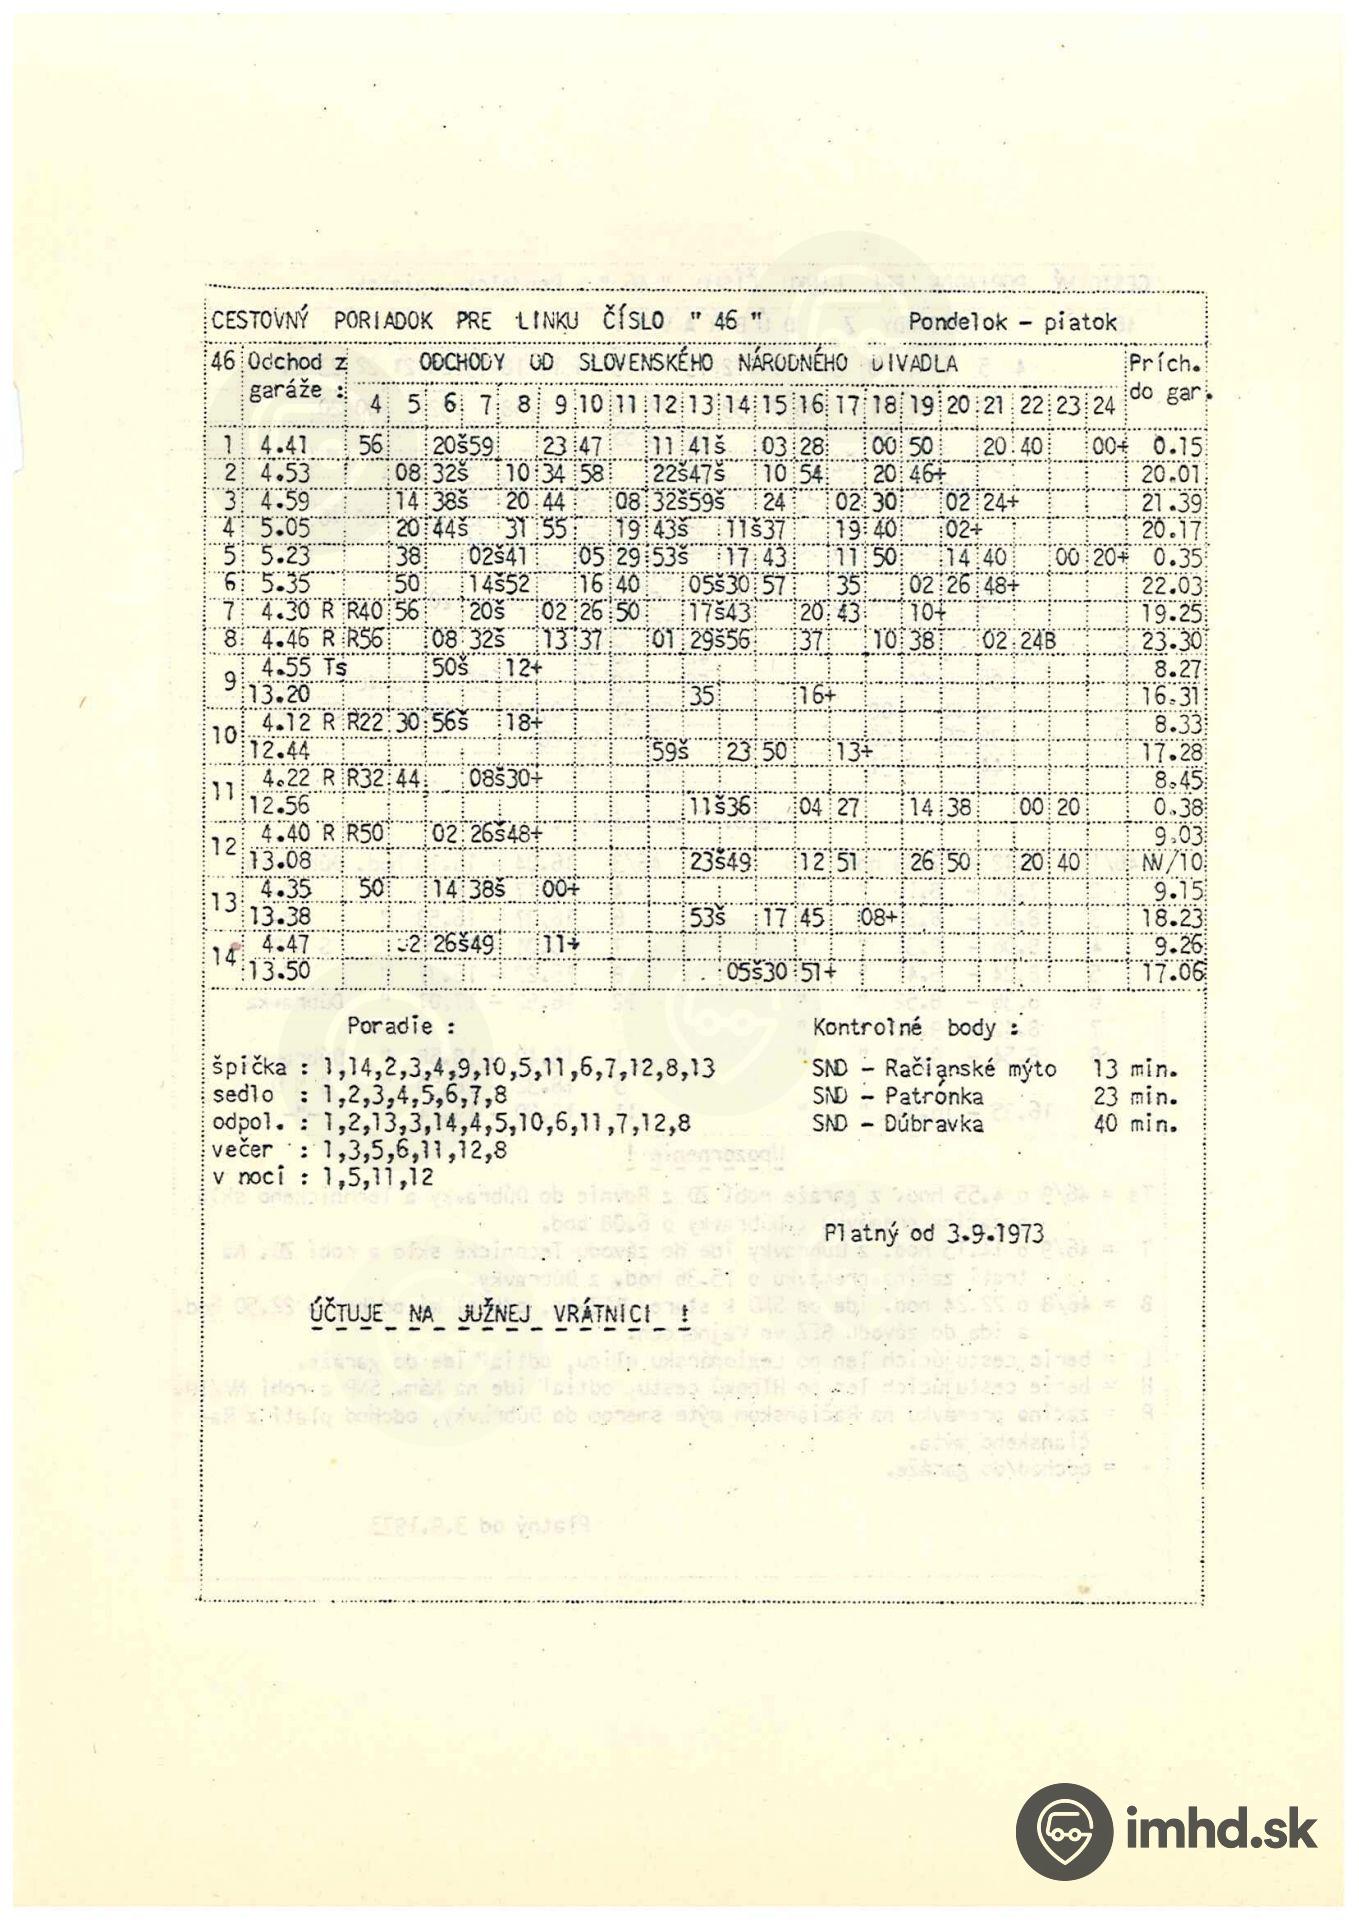 CESTOVNÝ PORIADOK PRE LINKU ČÍSLO " 46 " Pondelok - piatok
46 Odchod z ODCHODY OD SLOVENSKÉHO NÁRODNÉHO DIVADLA Prích.
garáže : 4 5 6 7 8 9 10 11 12 13 14 15 16 17 18 19 20 21 22 23 24 do gar.
1 4.41 56 20š59 23 47 11 41š 03 28 00 50 20 40 00+ 0.15
2 4.53 08 32š 10 34 58 22š47š 10 54 20 46+ 20.01
3 4.59 14 38š 20 44 08 32š59š 24 02 30 02 24+ 21.39
4 5.05 20 44š 31 55 19 43š 11š37 19 40 02+ 20.17
5 5.23 38 02š41 05 29 53š 17 43 11 50 14 40 00 20+ 0.35
6 5.35 50 14š52 16 40 05š30 57 35 02 26 48+ 22.03
7 4.30 R R40 56 20š 02 26 50 17š43 20 43 10+ 19.25
8 4.46 R R56 08 32š 13 37 01 29š56 37 10 38 02 24B 23.30
9 4.55 Ts 50š 12+ 8.27
13.20 35 16+ 16.31
10 4.12 R R22 30 56š 18+ 8.33
12.44 59š 23 50 13+ 17.28
11 4.22 R R32 44 08š30+ 8.45
12.56 11š36 04 27 14 38 00 20 0.38
12 4.40 R R50 02 26š48+ 9.03
13.08 23š49 12 51 26 50 20 40 NV/10
13 4.35 50 14 38š 00+ 9.15
13.38 53š 17 45 08+ 18.23
14 4.47 2 26š49 11+ 9.26
13.50 05š30 51+ 17.06
Poradie : Kontrolné body :
špička : 1,14,2,3,4,9,10,5,11,6,7,12,8,13 SND - Račianské mýto 13 min.
sedlo : 1,2,3,4,5,6,7,8 SND - Patrónka 23 min.
odpol. : 1,2,13,3,14,4,5,10,6,11,7,12,8 SND - Dúbravka 40 min.
večer : 1,3,5,6,11,12,8
v noci : 1,5,11,12
Platný od 3.9.1973
ÚČTUJE NA JUŽNEJ VRÁTNICI !
imhd.sk